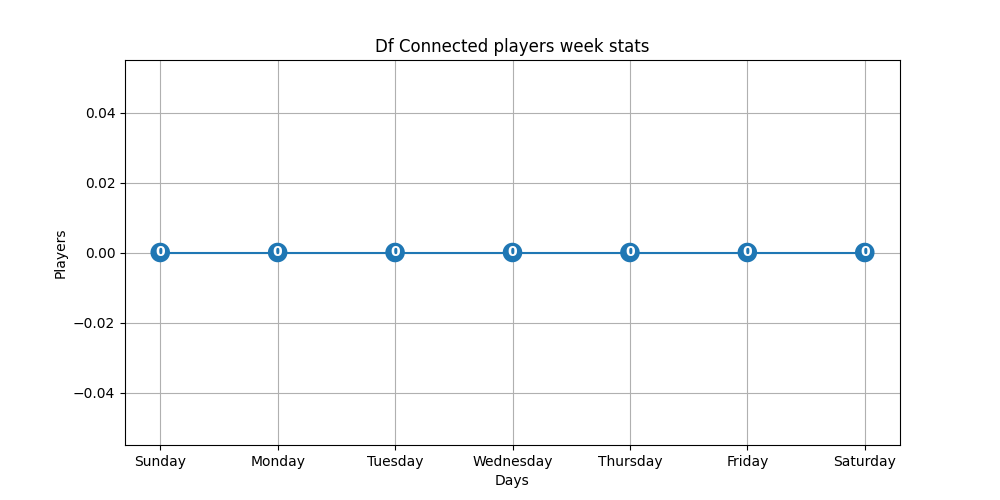 Df Connected players week stats
0.04
0.02
0.00
−0.02
−0.04
Players
0 0 0 0 0 0 0
Sunday Monday Tuesday Wednesday Thursday Friday Saturday
Days